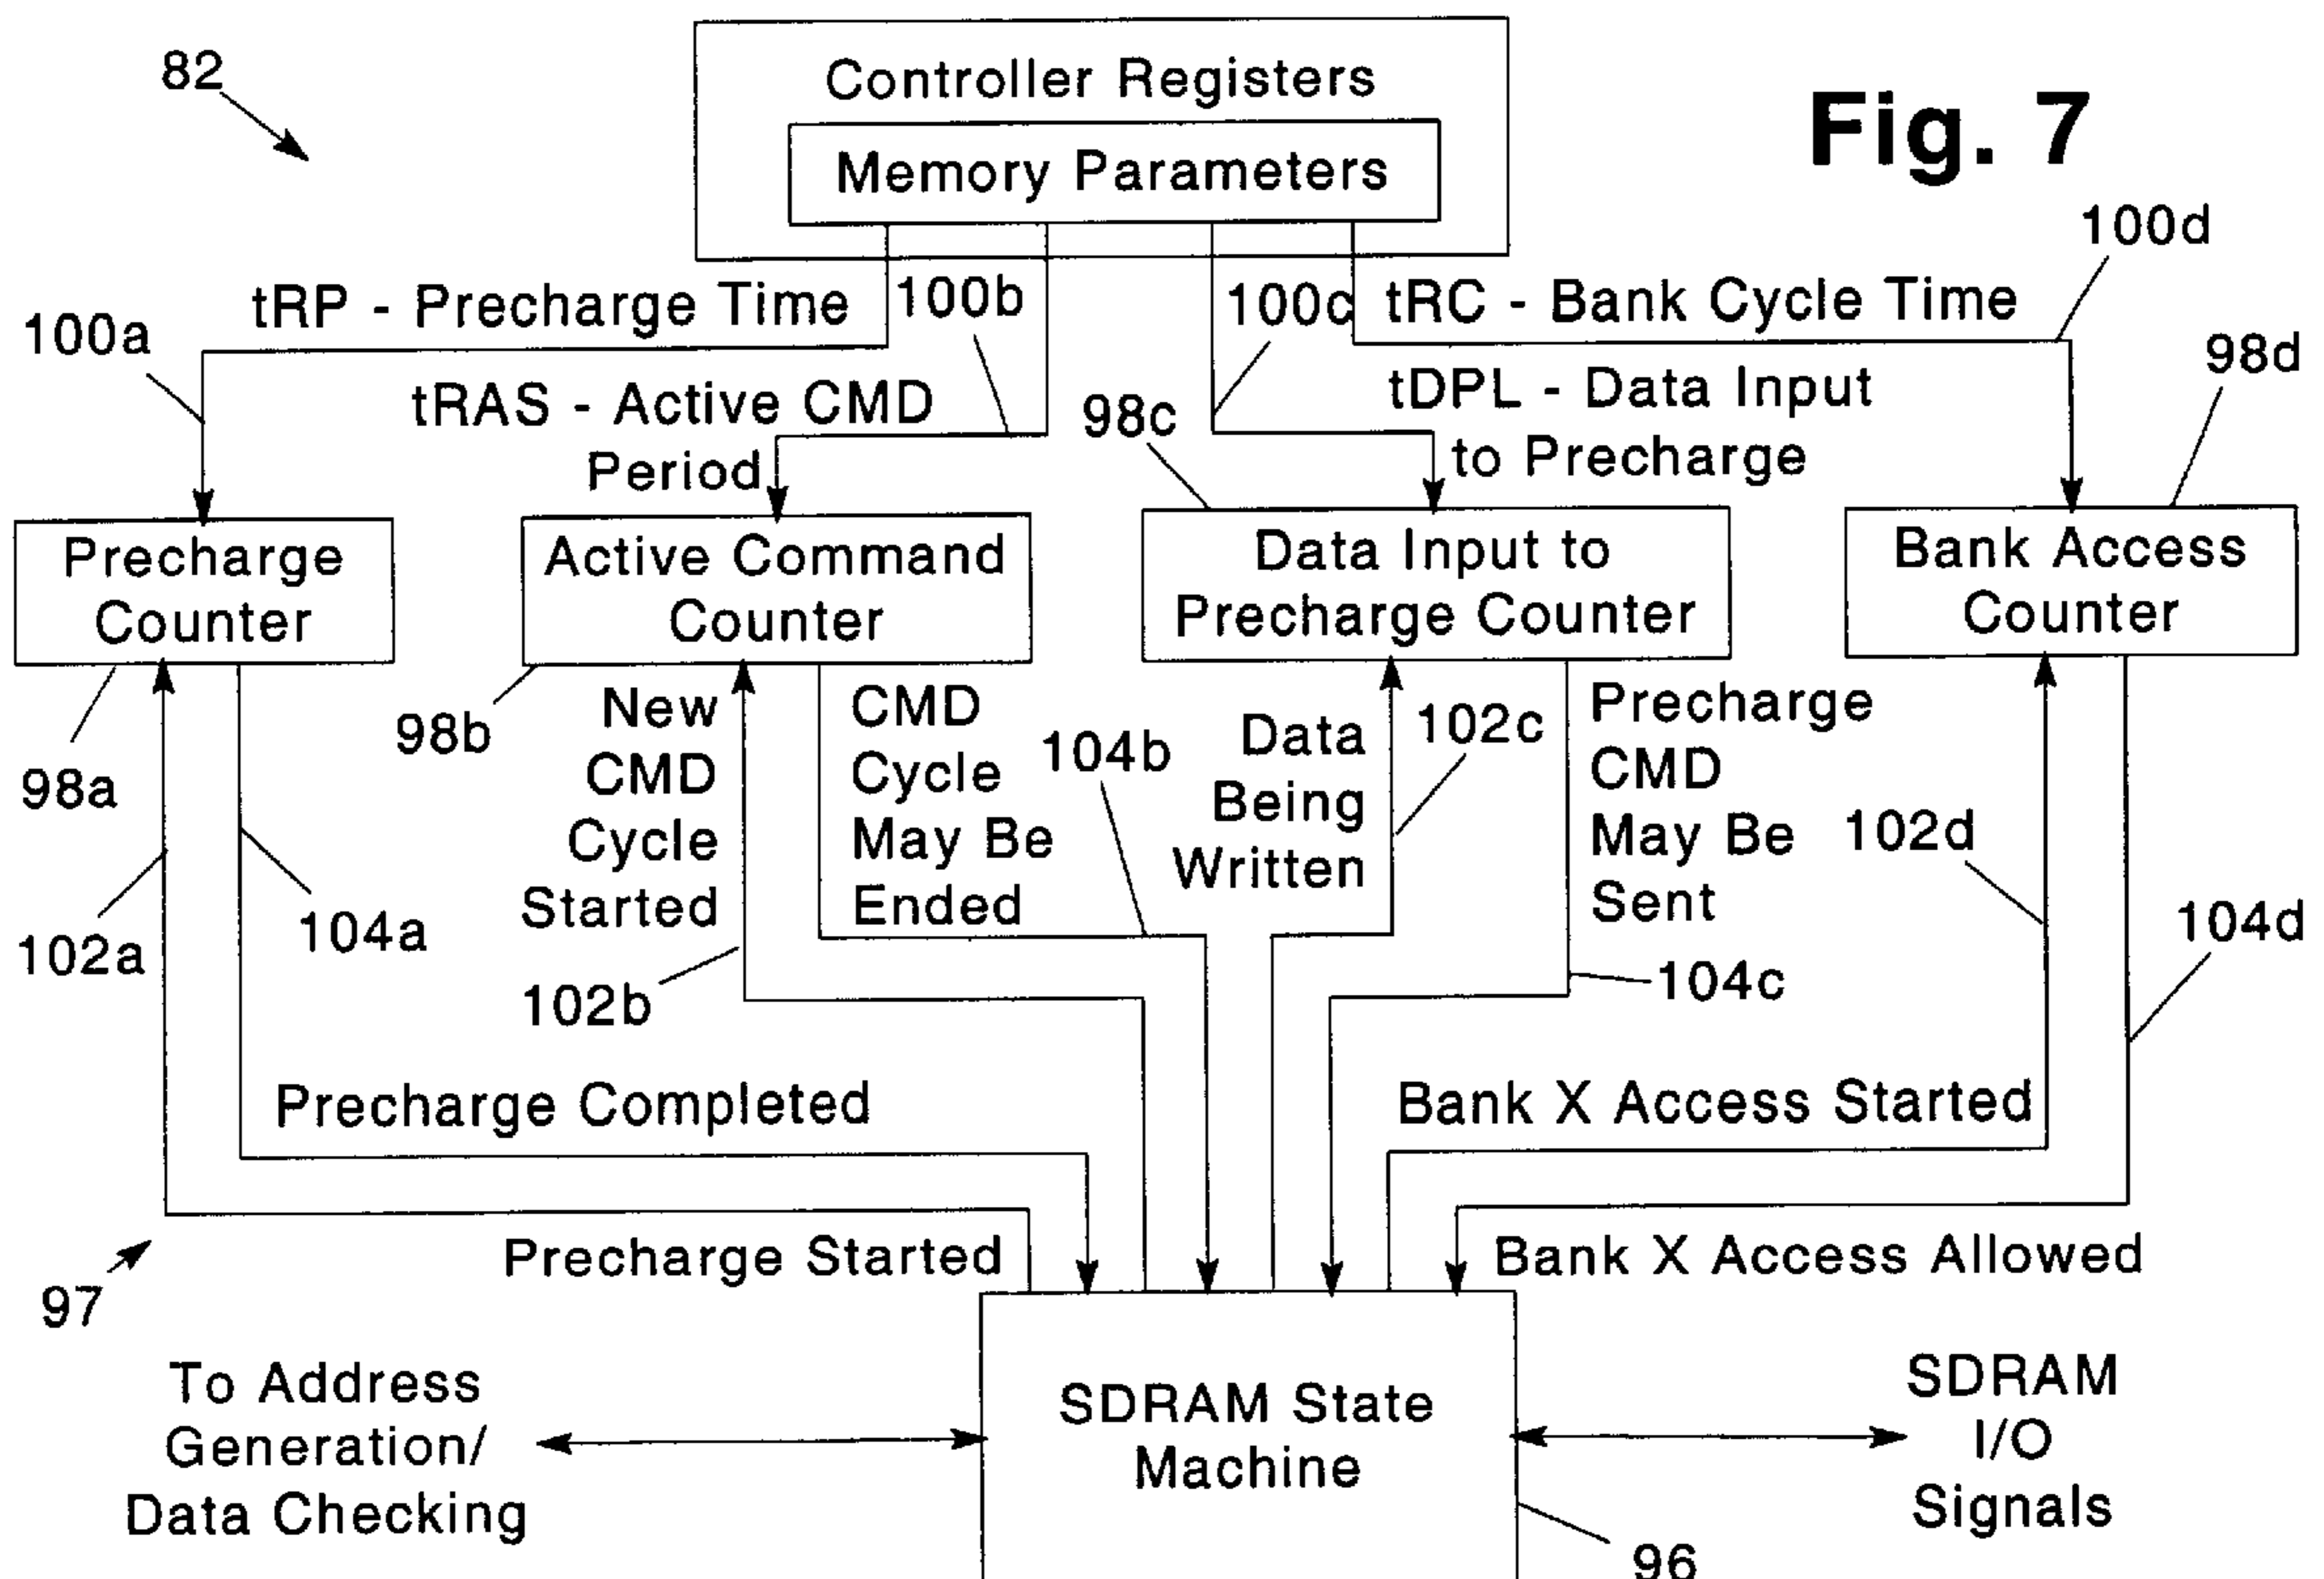 82
Controller Registers
Memory Parameters
Fig. 7
100a
tRP - Precharge Time
100b
100c
tRC - Bank Cycle Time
100d
tRAS - Active CMD
Period
98c
tDPL - Data Input
to Precharge
98d
Precharge
Counter
Active Command
Counter
Data Input to
Precharge Counter
Bank Access
Counter
98a
98b
New
CMD
Cycle
Started
CMD
Cycle
May Be
Ended
104b
Data
Being
Written
102c
Precharge
CMD
May Be
Sent
102d
102a
104a
102b
104c
104d
Precharge Completed
Bank X Access Started
97
Precharge Started
Bank X Access Allowed
To Address
Generation/
Data Checking
SDRAM State
Machine
SDRAM
I/O
Signals
96